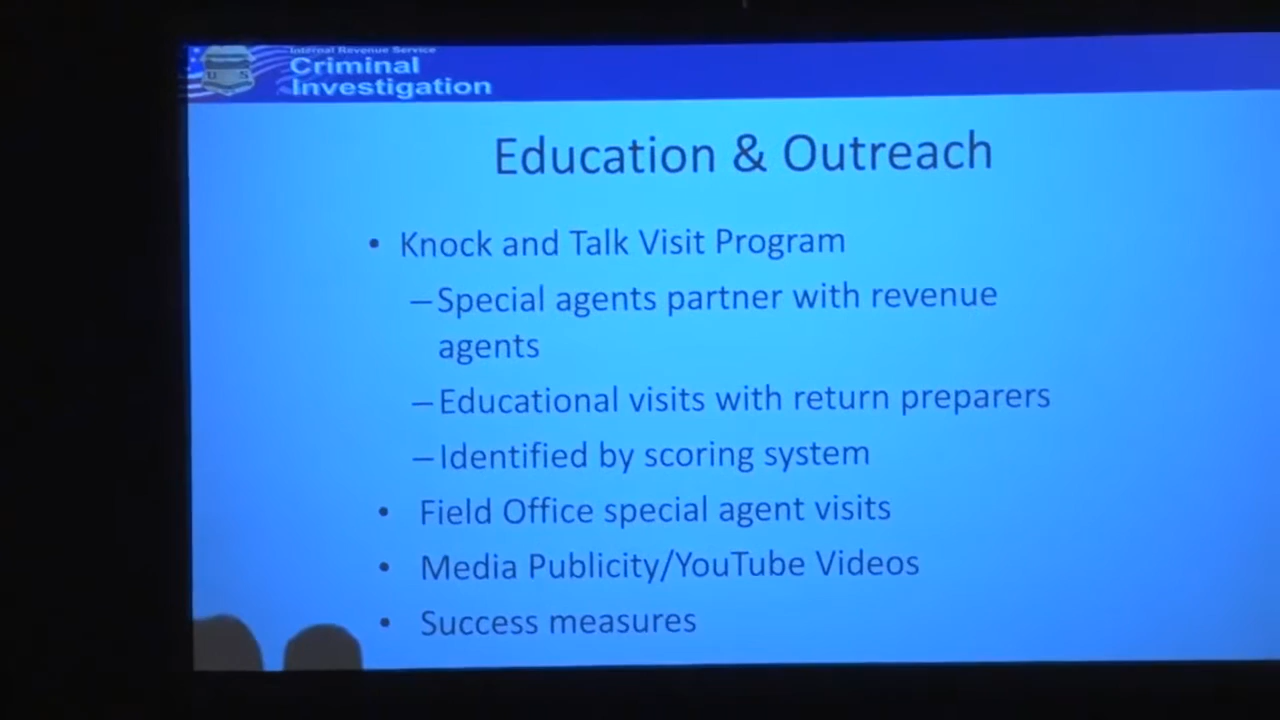 Internal Revenue Service
Criminal
Investigation
U S
Education & Outreach
• Knock and Talk Visit Program
–Special agents partner with revenue
agents
–Educational visits with return preparers
–Identified by scoring system
• Field Office special agent visits
• Media Publicity/YouTube Videos
• Success measures